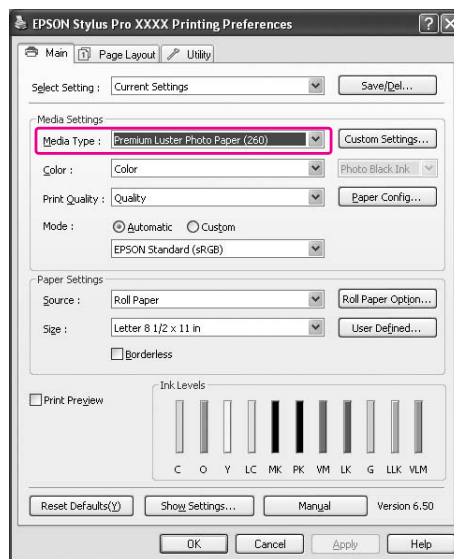 EPSON Stylus Pro XXXX Printing Preferences
Main Page Layout Utility
Select Setting : Current Settings Save/Del...
Media Settings
Media Type : Premium Luster Photo Paper (260) Custom Settings...
Color : Color Photo Black Ink
Print Quality : Quality Paper Config...
Mode : Automatic Custom
EPSON Standard (sRGB)
Paper Settings
Source : Roll Paper Roll Paper Option...
Size : Letter 8 1/2 x 11 in User Defined...
Borderless
Print Preview
Ink Levels
C O Y LC MK PK VM LK G LLK VLM
Reset Defaults(Y) Show Settings... Manual Version 6.50
OK Cancel Apply Help